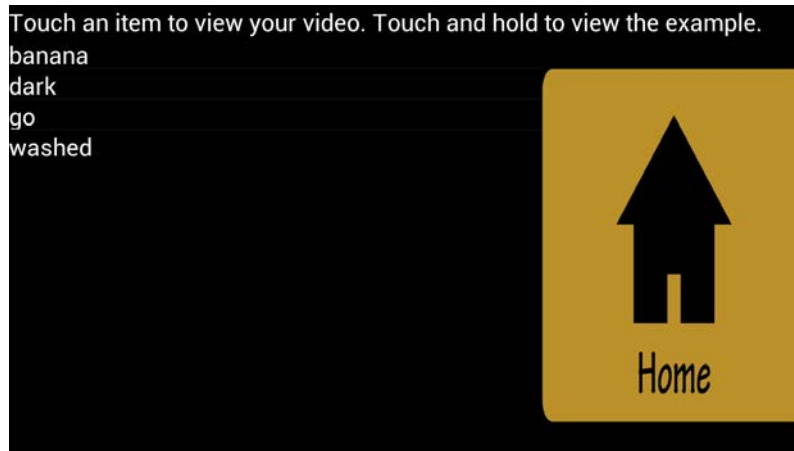 Touch an item to view your video. Touch and hold to view the example.
banana
dark
go
washed
Home